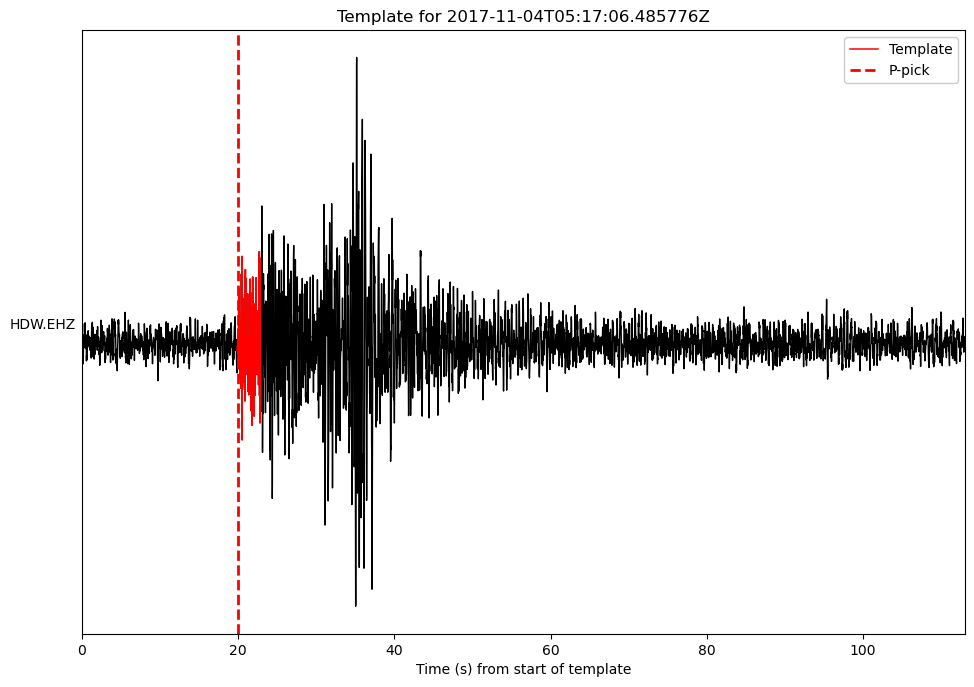 Template for 2017-11-04T05:17:06.485776Z
Template
P-pick
HDW.EHZ
0 20 40 60 80 100
Time (s) from start of template